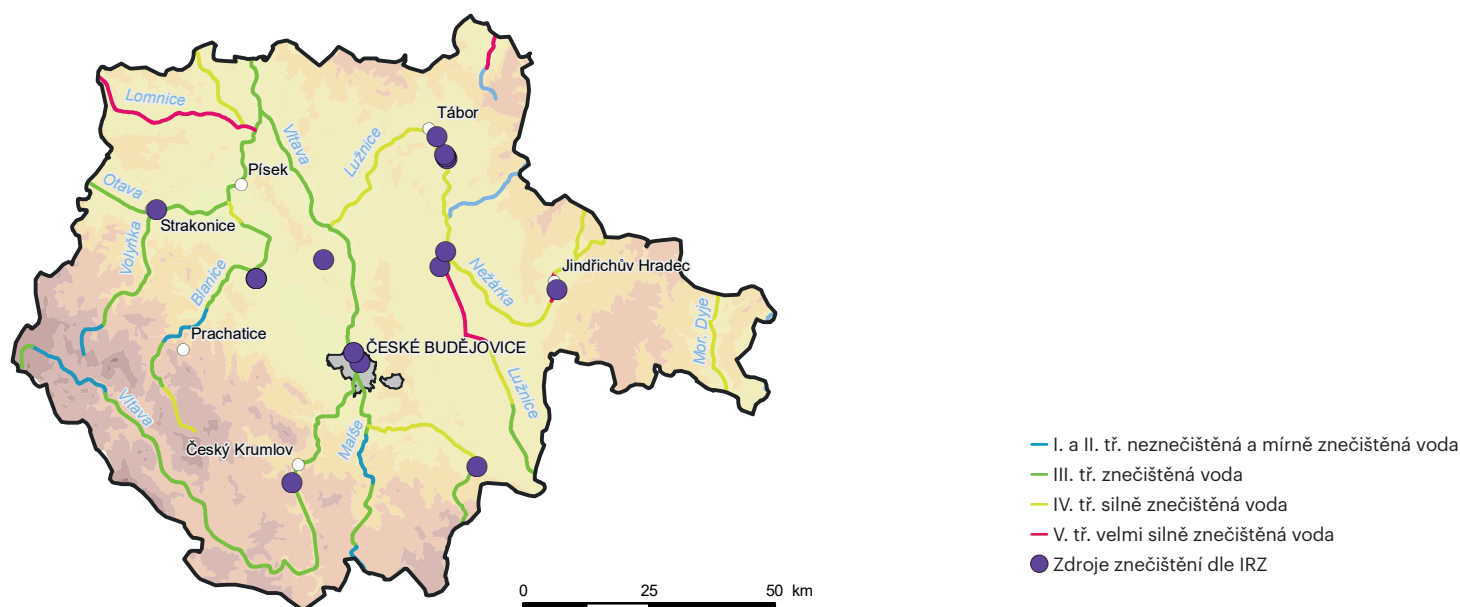 Lomnice
Tábor
Vltava
Lužnice
Písek
Otava
Strakonice
Volyňka
Blanice
Nežárka
Jindřichův Hradec
Prachatice
ČESKÉ BUDĚJOVICE
Mor. Dyje
Vltava
Lužnice
Malše
Český Krumlov
I. a II. tř. neznečištěná a mírně znečištěná voda
III. tř. znečištěná voda
IV. tř. silně znečištěná voda
V. tř. velmi silně znečištěná voda
Zdroje znečištění dle IRZ
0 25 50 km